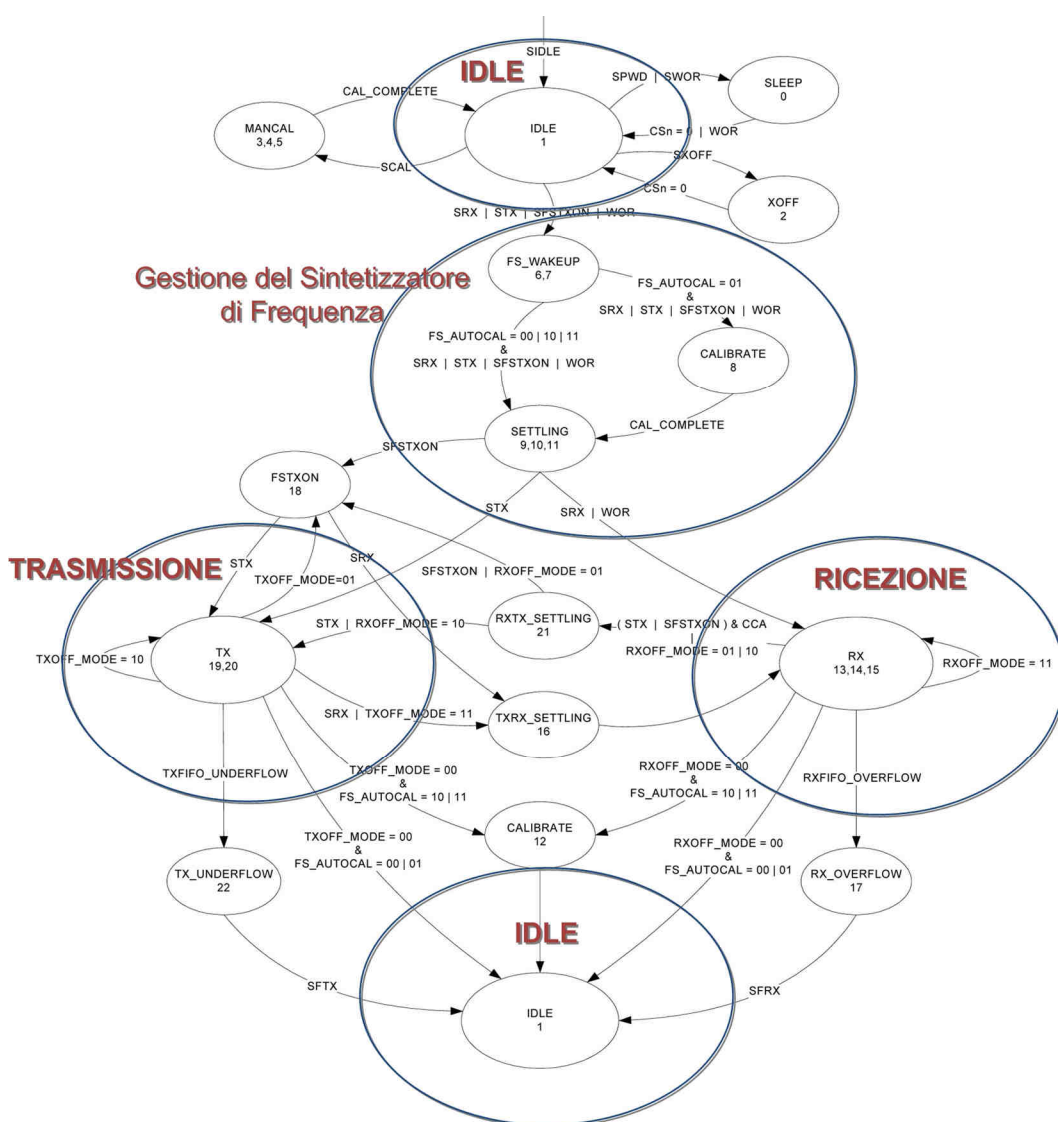 SIDLE
IDLE
SPWD | SWOR
SLEEP
0
CAL_COMPLETE
MANCAL
3,4,5
IDLE
1
CSn = 0 | WOR
SCAL
SXOFF
CSn = 0
XOFF
2
SRX | STX | SFSTXON | WOR
Gestione del Sintetizzatore
di Frequenza
FS_WAKEUP
6,7
FS_AUTOCAL = 01
&
SRX | STX | SFSTXON | WOR
FS_AUTOCAL = 00 | 10 | 11
&
SRX | STX | SFSTXON | WOR
CALIBRATE
8
SETTLING
9,10,11
CAL_COMPLETE
SFSTXON
FSTXON
18
STX
SRX | WOR
TRASMISSIONE
STX
TXOFF_MODE=01
SRX
SFSTXON | RXOFF_MODE = 01
RICEZIONE
STX | RXOFF_MODE = 10
RXTX_SETTLING
21
( STX | SFSTXON ) & CCA
|
RXOFF_MODE = 01 | 10
TXOFF_MODE = 10
TX
19,20
RX
13,14,15
RXOFF_MODE = 11
SRX | TXOFF_MODE = 11
TXRX_SETTLING
16
TXFIFO_UNDERFLOW
TXOFF_MODE = 00
&
FS_AUTOCAL = 10 | 11
RXOFF_MODE = 00
&
FS_AUTOCAL = 10 | 11
RXFIFO_OVERFLOW
CALIBRATE
12
TXOFF_MODE = 00
&
FS_AUTOCAL = 00 | 01
RXOFF_MODE = 00
&
FS_AUTOCAL = 00 | 01
TX_UNDERFLOW
22
RX_OVERFLOW
17
IDLE
SFTX
SFRX
IDLE
1